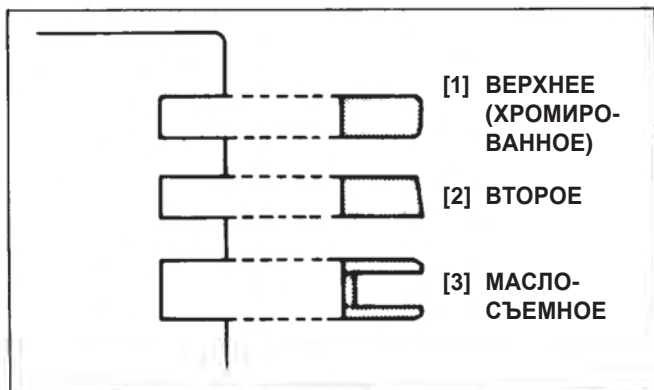 [1] ВЕРХНЕЕ
(ХРОМИРО-
ВАННОЕ)
[2] ВТОРОЕ
[3] МАСЛО-
СЪЕМНОЕ